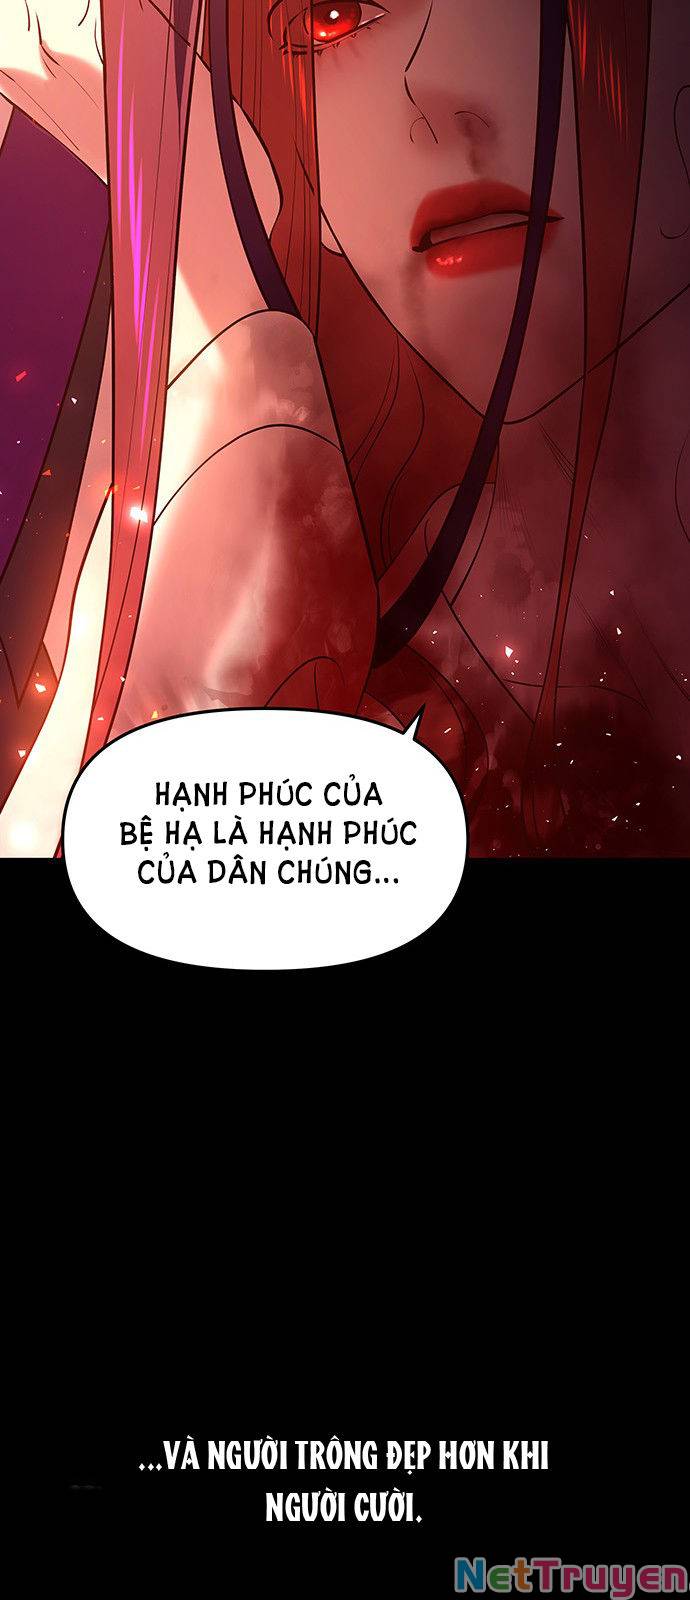 HẠNH PHÚC CỦA
BỆ HẠ LÀ HẠNH PHÚC
CỦA DÂN CHÚNG...
...VÀ NGƯỜI TRÔNG ĐẸP HƠN KHI
NGƯỜI CƯỜI.
NetTruyen